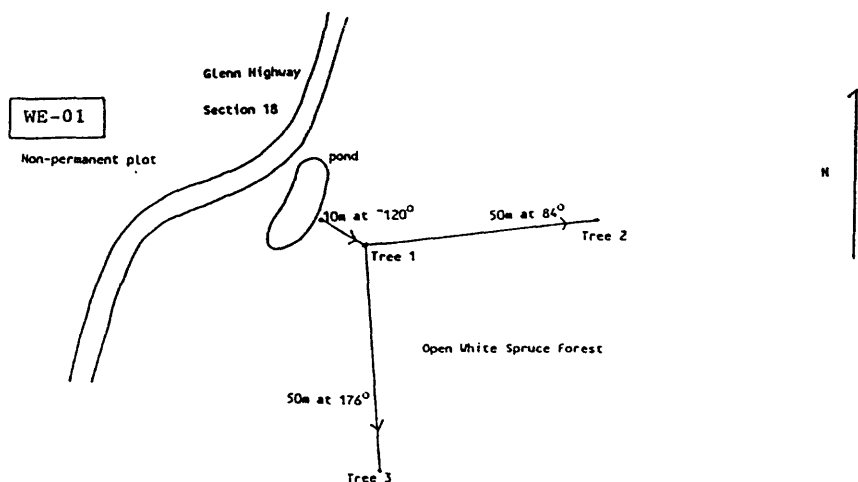 Glenn Highway
Section 18
WE-01
Non-permanent plot
pond
N
10m at ~120°
50m at 84°
Tree 2
Tree 1
Open White Spruce Forest
50m at 176°
Tree 3